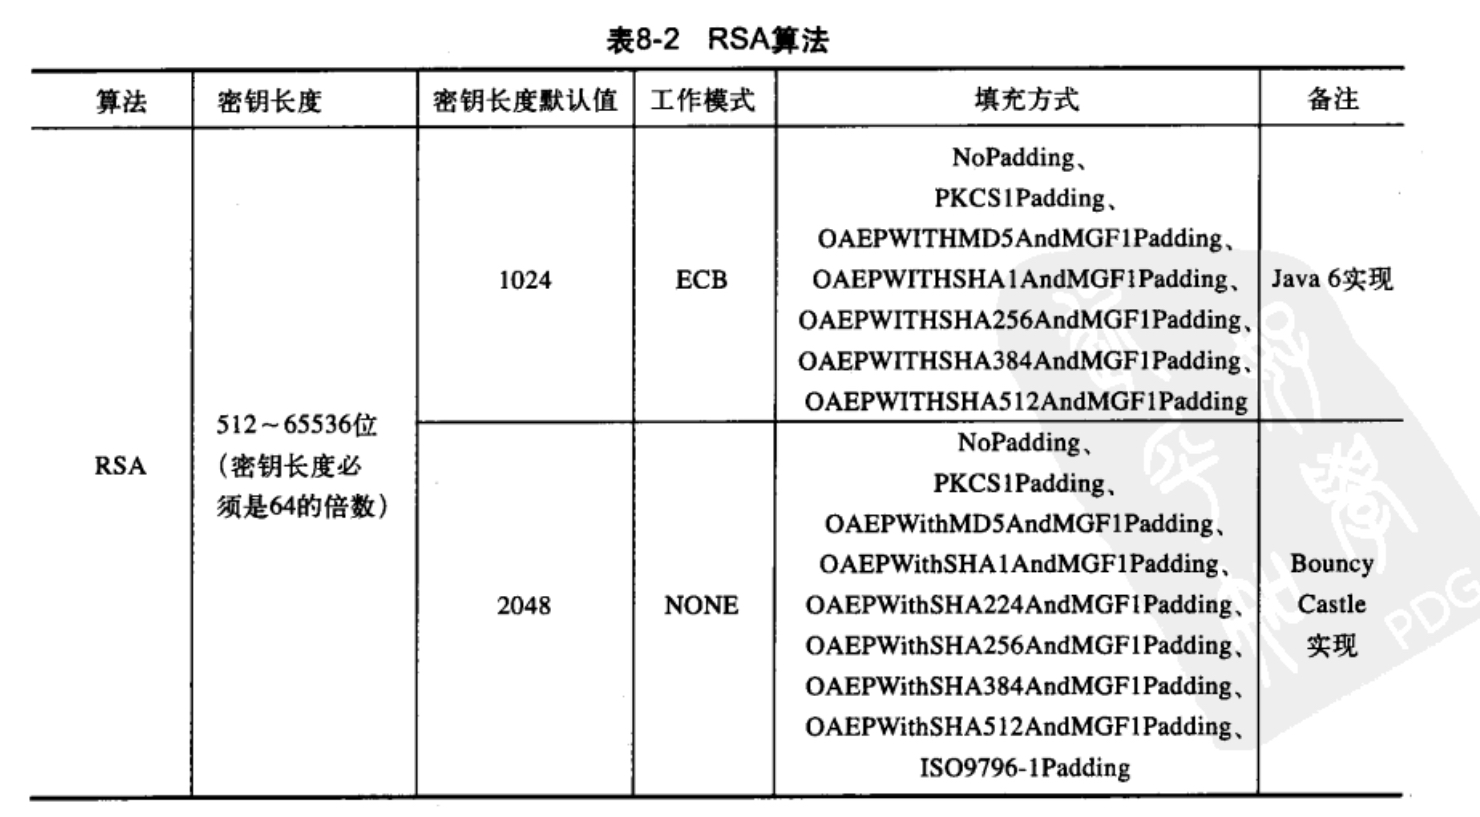 表8-2 RSA算法
算法 密钥长度 密钥长度默认值 工作模式 填充方式 备注
RSA
512～65536位
（密钥长度必
须是64的倍数）
1024
ECB
NoPadding、
PKCS1Padding、
OAEPWITHMD5AndMGF1Padding、
OAEPWITHSHA1AndMGF1Padding、
OAEPWITHSHA256AndMGF1Padding、
OAEPWITHSHA384AndMGF1Padding、
OAEPWITHSHA512AndMGF1Padding
Java 6实现
2048
NONE
NoPadding、
PKCS1Padding、
OAEPWithMD5AndMGF1Padding、
OAEPWithSHA1AndMGF1Padding、
OAEPWithSHA224AndMGF1Padding、
OAEPWithSHA256AndMGF1Padding、
OAEPWithSHA384AndMGF1Padding、
OAEPWithSHA512AndMGF1Padding、
ISO9796-1Padding
Bouncy
Castle
实现
PDG